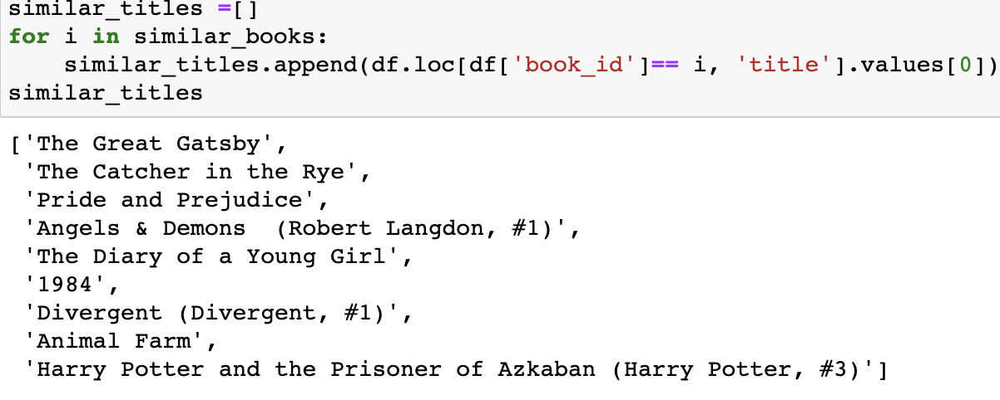 similar_titles =[]
for i in similar_books:
    similar_titles.append(df.loc[df['book_id']== i, 'title'].values[0])
similar_titles
['The Great Gatsby',
 'The Catcher in the Rye',
 'Pride and Prejudice',
 'Angels & Demons  (Robert Langdon, #1)',
 'The Diary of a Young Girl',
 '1984',
 'Divergent (Divergent, #1)',
 'Animal Farm',
 'Harry Potter and the Prisoner of Azkaban (Harry Potter, #3)']